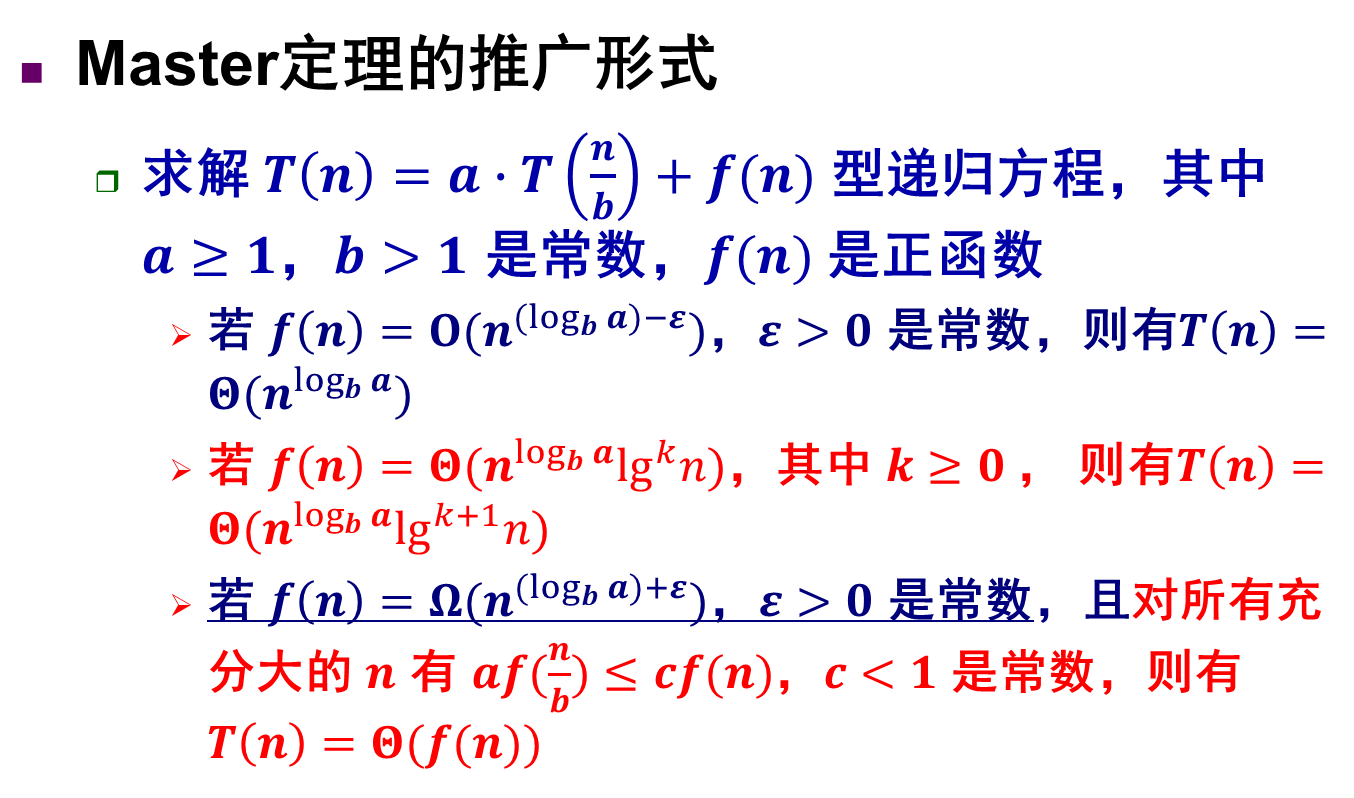 Master定理的推广形式
求解 T(n) = a · T(n/b) + f(n) 型递归方程，其中
a ≥ 1，b > 1 是常数，f(n) 是正函数
若 f(n) = O(n^{(log_b a)−ε})，ε > 0 是常数，则有T(n) =
Θ(n^{log_b a})
若 f(n) = Θ(n^{log_b a}lg^k n)，其中 k ≥ 0 ， 则有T(n) =
Θ(n^{log_b a}lg^{k+1} n)
若 f(n) = Ω(n^{(log_b a)+ε})，ε > 0 是常数，且对所有充
分大的 n 有 af(n/b) ≤ cf(n)，c < 1 是常数，则有
T(n) = Θ(f(n))